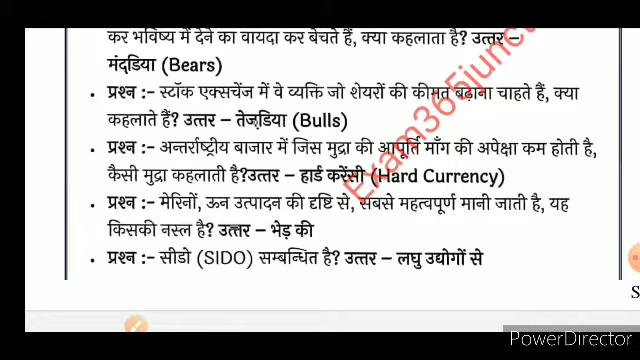 कर भविष्य में देने का वायदा कर बेचते हैं, क्या कहलाता है? उत्तर –
मंदडिया (Bears)
• प्रश्न :- स्टॉक एक्सचेंज में वे व्यक्ति जो शेयरों की कीमत बढ़ाना चाहते हैं, क्या
कहलाते हैं? उत्तर – तेजडिया (Bulls)
• प्रश्न :- अन्तर्राष्ट्रीय बाजार में जिस मुद्रा की आपूर्ति माँग की अपेक्षा कम होती है,
कैसी मुद्रा कहलाती है?उत्तर – हार्ड करेंसी (Hard Currency)
• प्रश्न :- मेरिनों, ऊन उत्पादन की दृष्टि से, सबसे महत्वपूर्ण मानी जाती है, यह
किसकी नस्ल है? उत्तर – भेड़ की
• प्रश्न :- सीडो (SIDO) सम्बन्धित है? उत्तर – लघु उद्योगों से
Exam365junct
S
PowerDirector